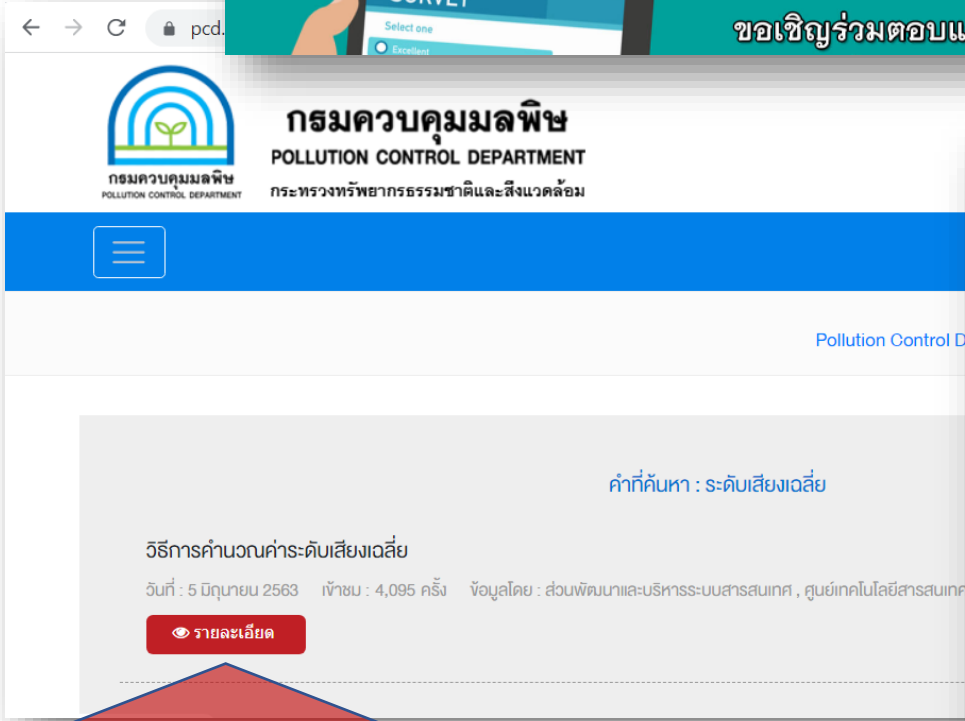 SURVEY
Select one
Excellent
ขอเชิญร่วมตอบแ
pcd.
กรมควบคุมมลพิษ
POLLUTION CONTROL DEPARTMENT
กรมควบคุมมลพิษ
POLLUTION CONTROL DEPARTMENT
กระทรวงทรัพยากรธรรมชาติและสิ่งแวดล้อม
Pollution Control D
คำที่ค้นหา : ระดับเสียงเฉลี่ย
วิธีการคำนวณค่าระดับเสียงเฉลี่ย
วันที่ : 5 มิถุนายน 2563 เข้าชม : 4,095 ครั้ง ข้อมูลโดย : ส่วนพัฒนาและบริหารระบบสารสนเทศ , ศูนย์เทคโนโลยีสารสนเทศ
รายละเอียด